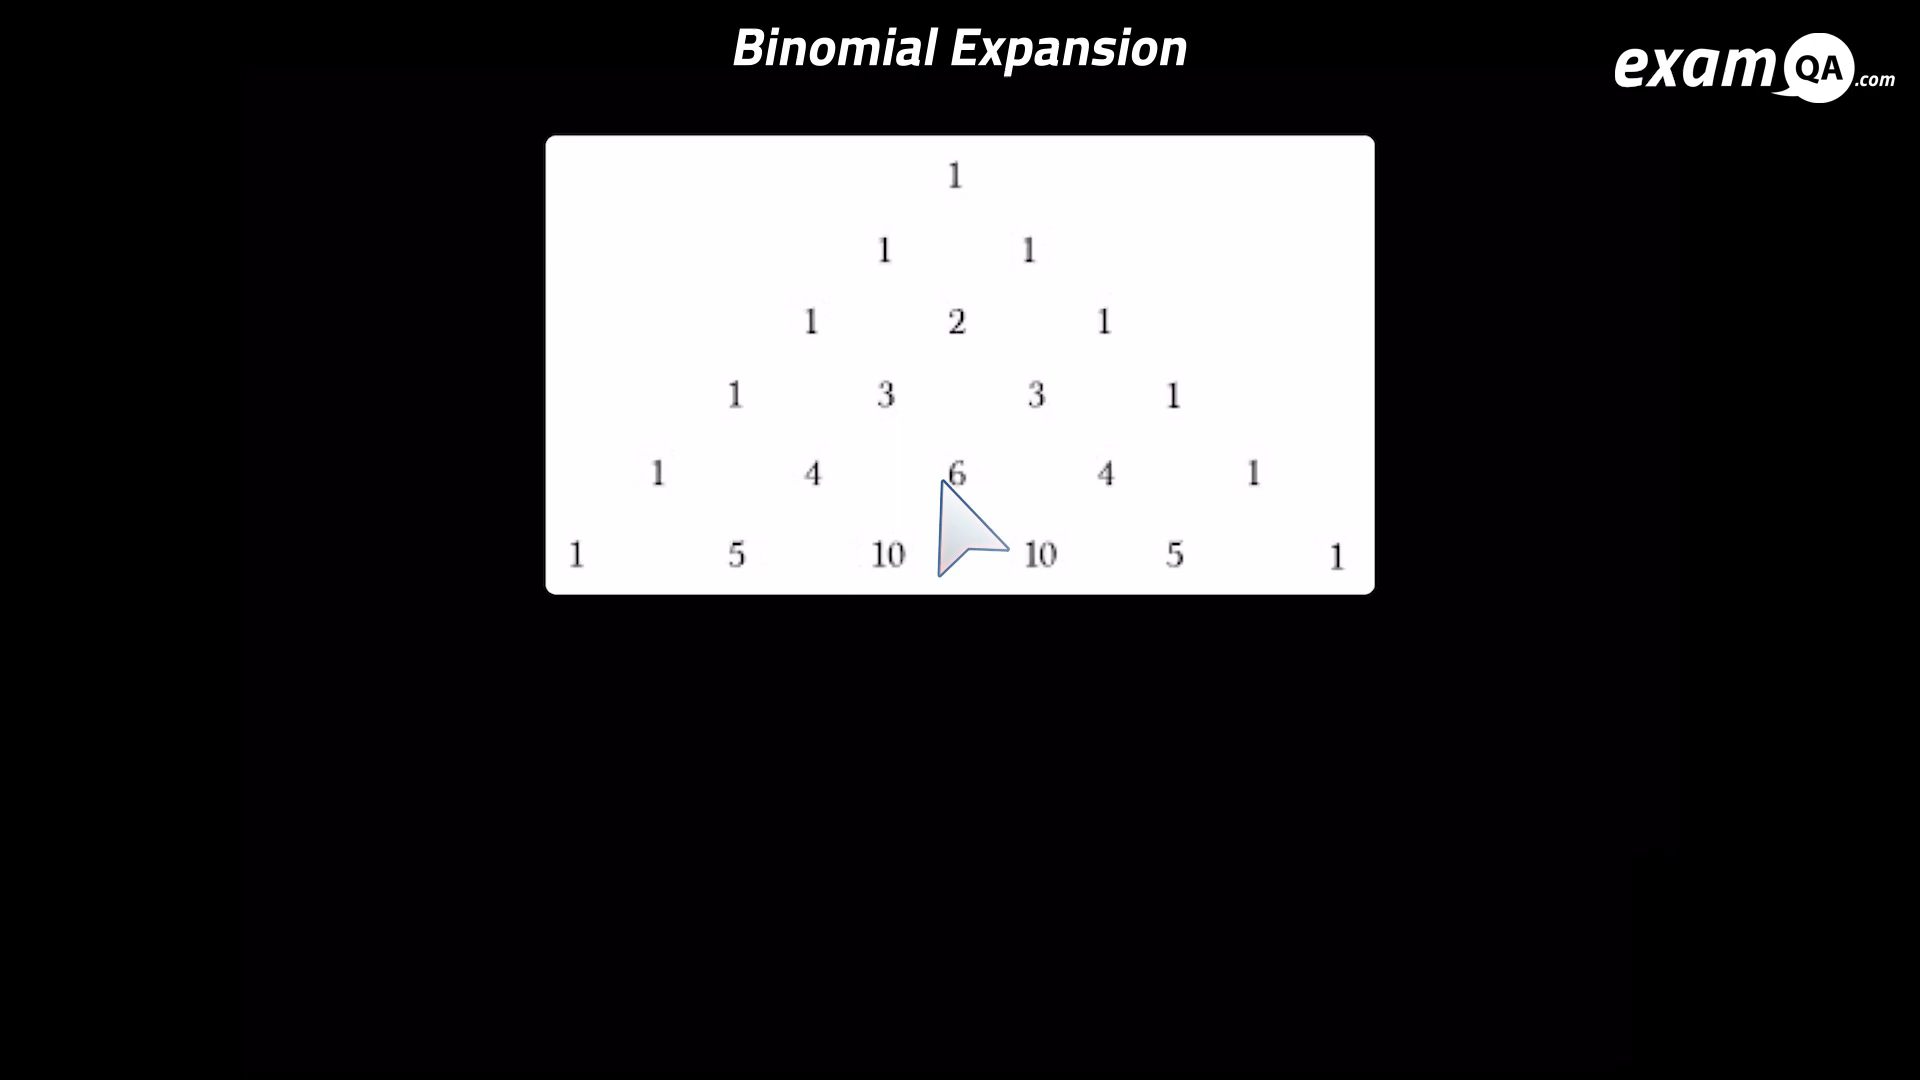 Binomial Expansion
examQA.com
1
1 1
1 2 1
1 3 3 1
1 4 6 4 1
1 5 10 10 5 1